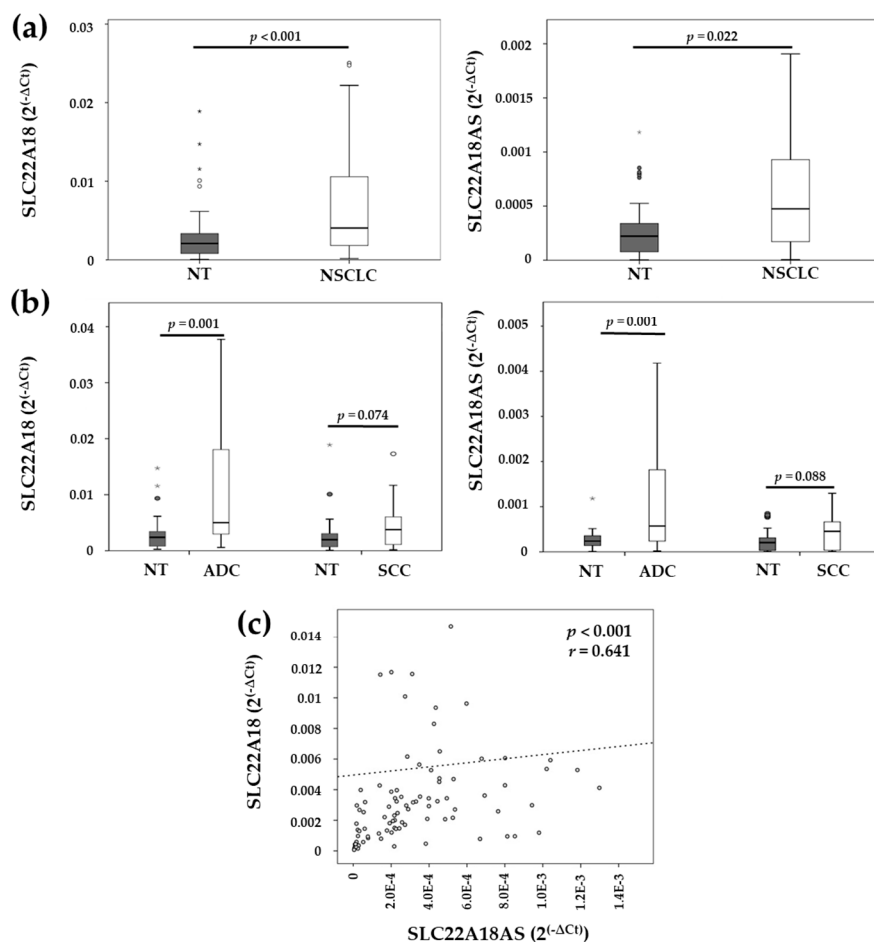 (a)
SLC22A18 (2^(-ΔCt))
0.03
0.02
0.01
0
p < 0.001
NT
NSCLC
SLC22A18AS (2^(-ΔCt))
0.002
0.0015
0.001
0.0005
0
p = 0.022
NT
NSCLC
(b)
SLC22A18 (2^(-ΔCt))
0.04
0.03
0.02
0.01
0
p = 0.001
p = 0.074
NT
ADC
NT
SCC
SLC22A18AS (2^(-ΔCt))
0.005
0.004
0.003
0.002
0.001
0
p = 0.001
p = 0.088
NT
ADC
NT
SCC
(c)
SLC22A18 (2^(-ΔCt))
0.014
0.012
0.01
0.008
0.006
0.004
0.002
0
p < 0.001
r = 0.641
0
2.0E-4
4.0E-4
6.0E-4
8.0E-4
1.0E-3
1.2E-3
1.4E-3
SLC22A18AS (2^(-ΔCt))